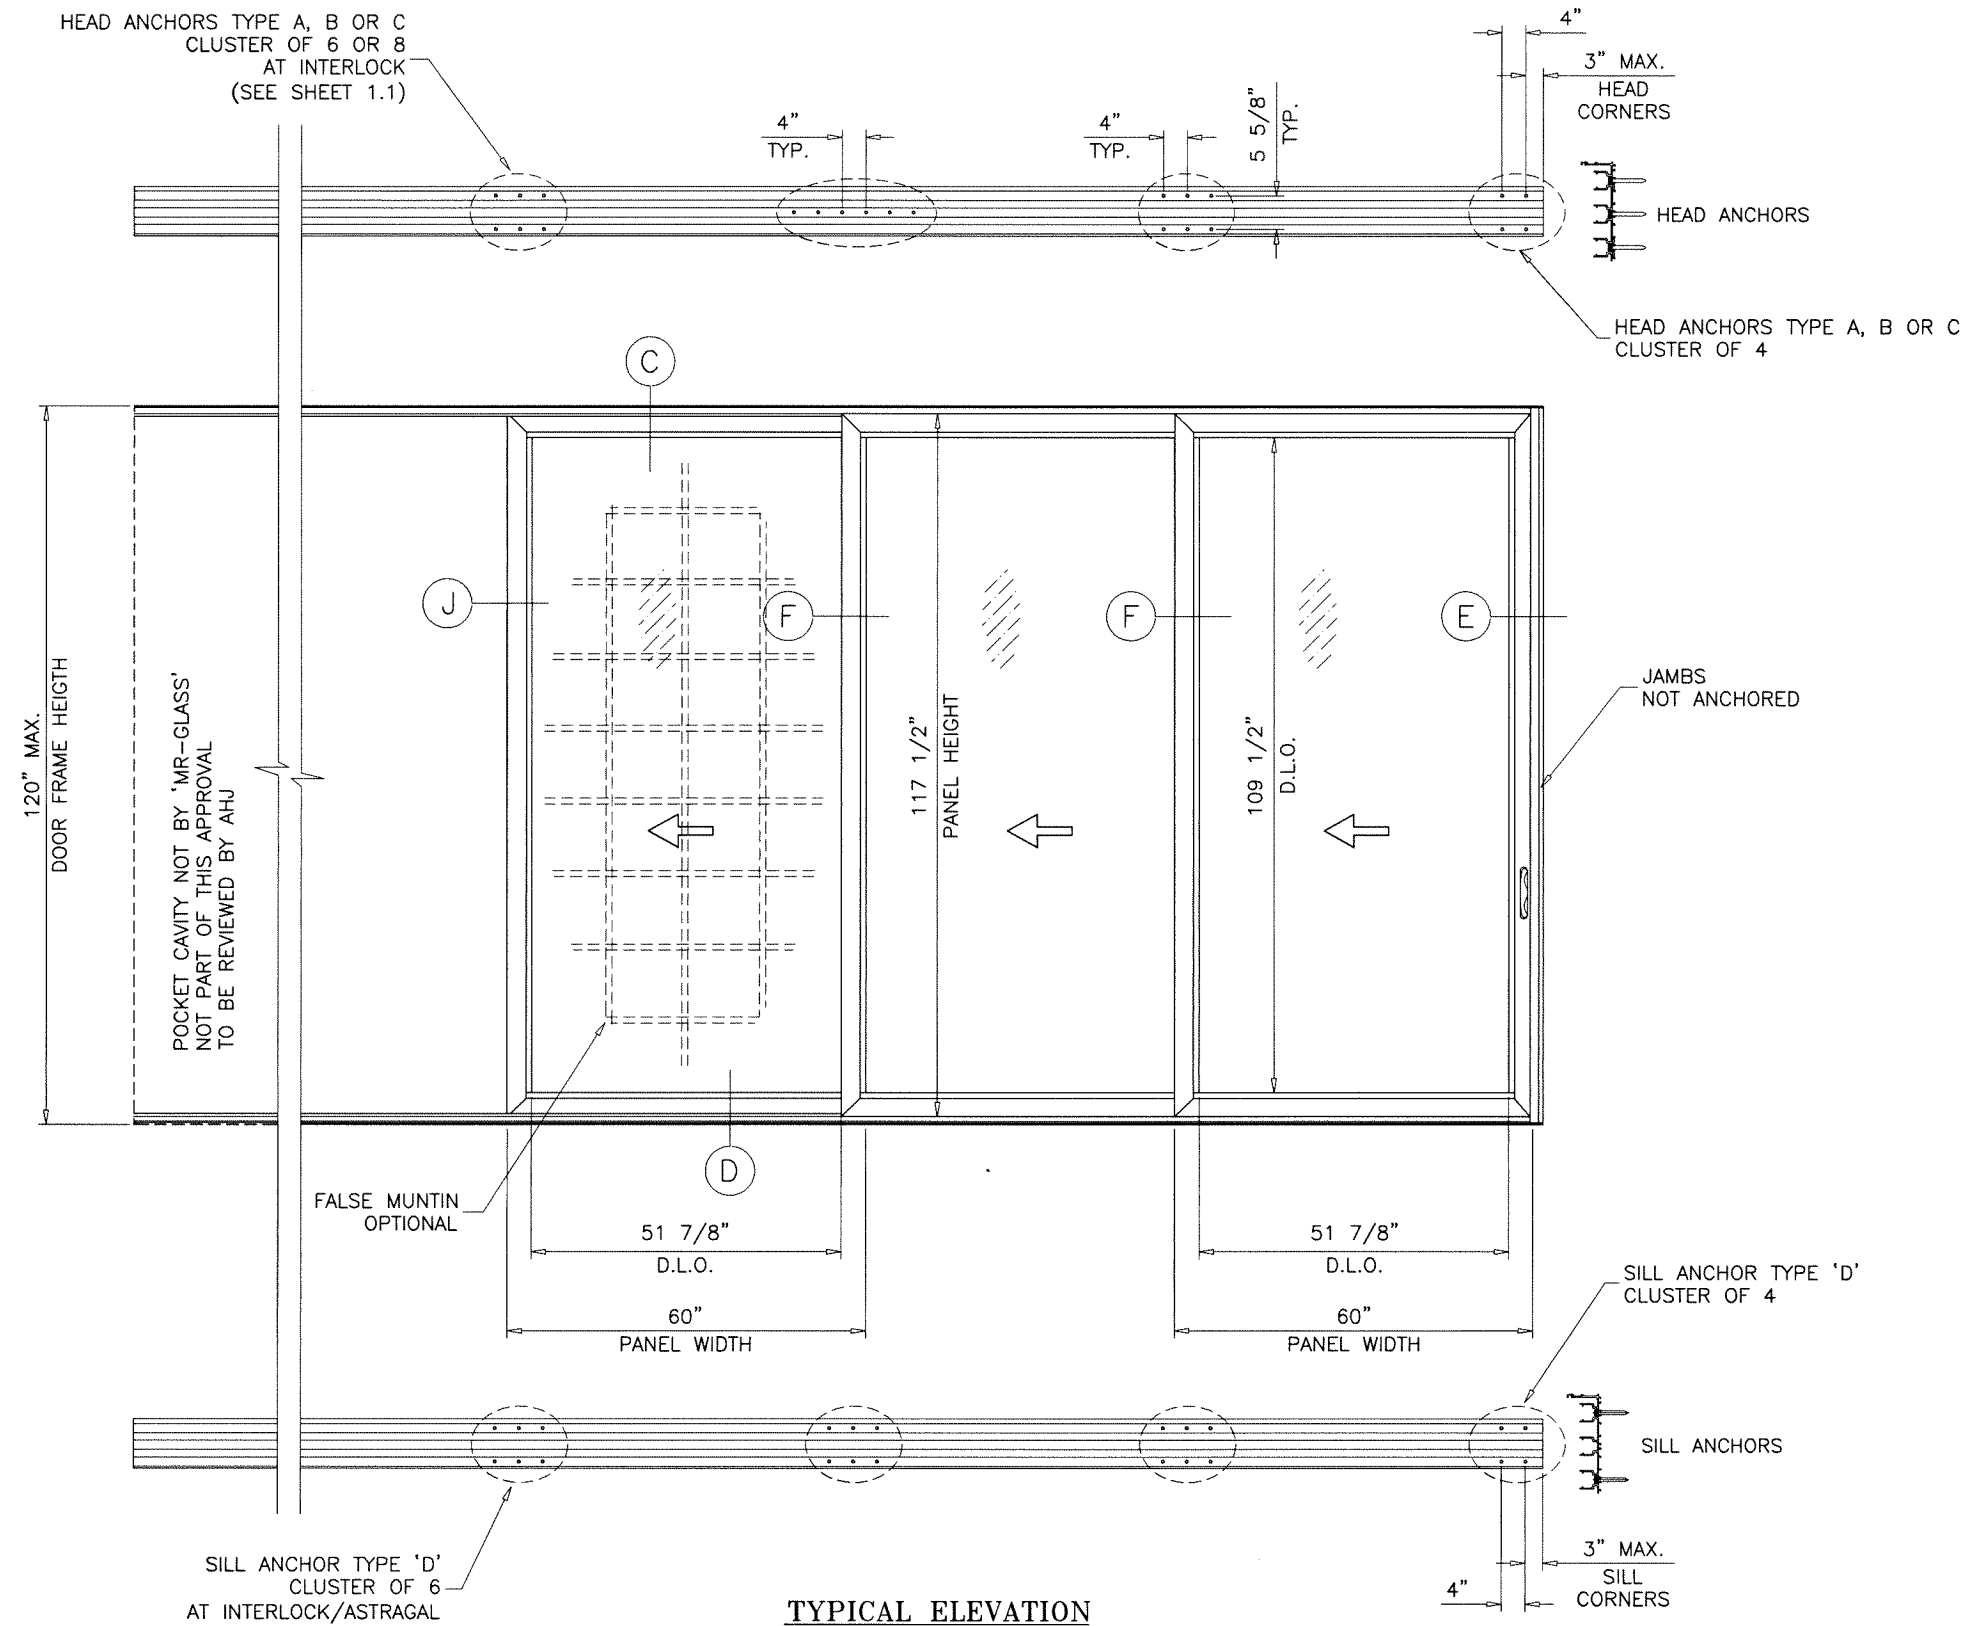 HEAD ANCHORS TYPE A, B OR C
CLUSTER OF 6 OR 8
AT INTERLOCK
(SEE SHEET 1.1)
4"
3" MAX.
HEAD
CORNERS
4"
TYP.
4"
TYP.
5 5/8"
TYP.
HEAD ANCHORS
HEAD ANCHORS TYPE A, B OR C
CLUSTER OF 4
C
J
F
F
E
120" MAX.
DOOR FRAME HEIGTH
POCKET CAVITY NOT BY 'MR-GLASS'
NOT PART OF THIS APPROVAL
TO BE REVIEWED BY AHJ
117 1/2"
PANEL HEIGHT
109 1/2"
D.L.O.
JAMBS
NOT ANCHORED
D
FALSE MUNTIN
OPTIONAL
51 7/8"
D.L.O.
51 7/8"
D.L.O.
60"
PANEL WIDTH
60"
PANEL WIDTH
SILL ANCHOR TYPE 'D'
CLUSTER OF 4
SILL ANCHORS
SILL ANCHOR TYPE 'D'
CLUSTER OF 6
AT INTERLOCK/ASTRAGAL
3" MAX.
SILL
CORNERS
4"
TYPICAL ELEVATION